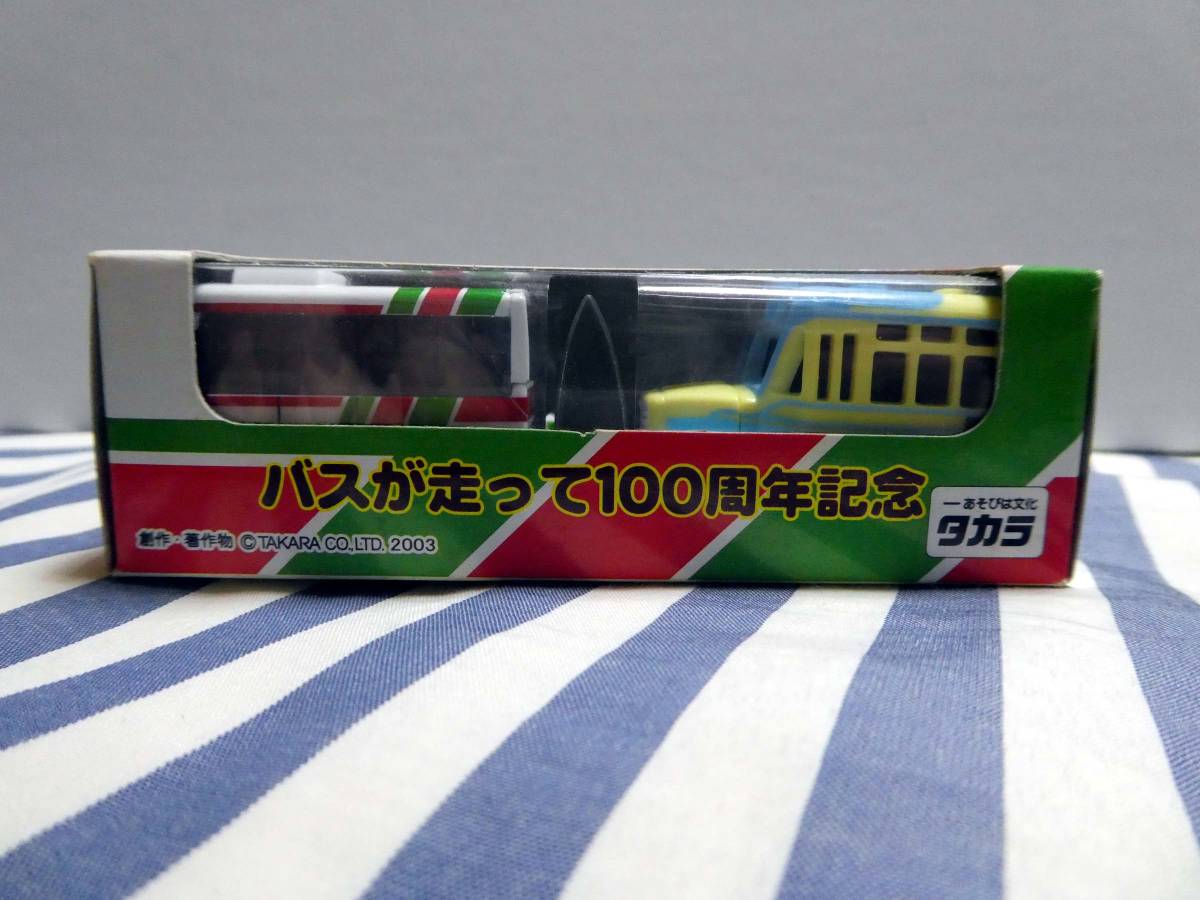 バスが走って100周年記念
創作・著作物 ©TAKARA CO.,LTD. 2003
ーあそびは文化
タカラ